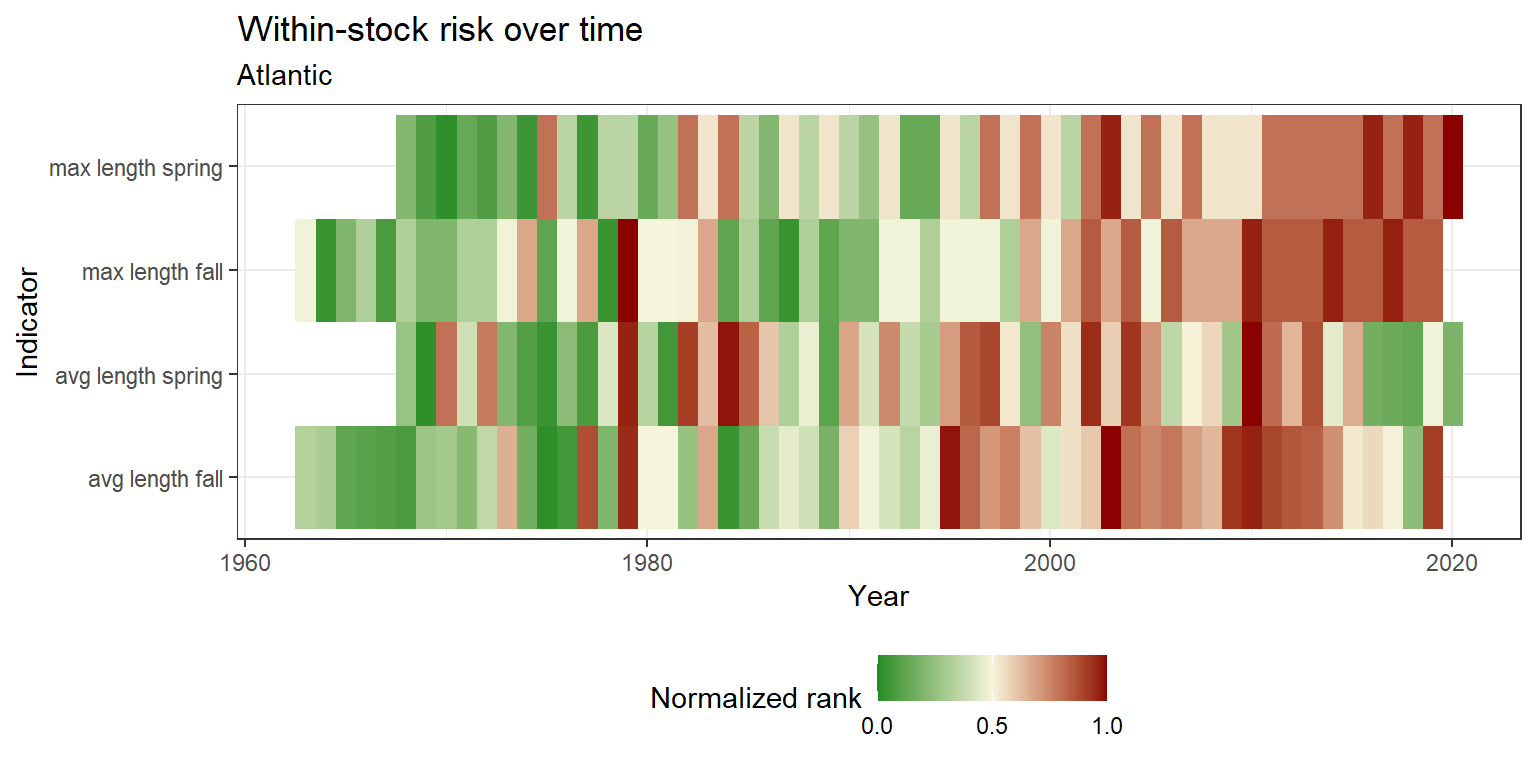 Within-stock risk over time
Atlantic
Indicator
max length spring
max length fall
avg length spring
avg length fall
1960 1980 2000 2020
Year
Normalized rank
0.0 0.5 1.0